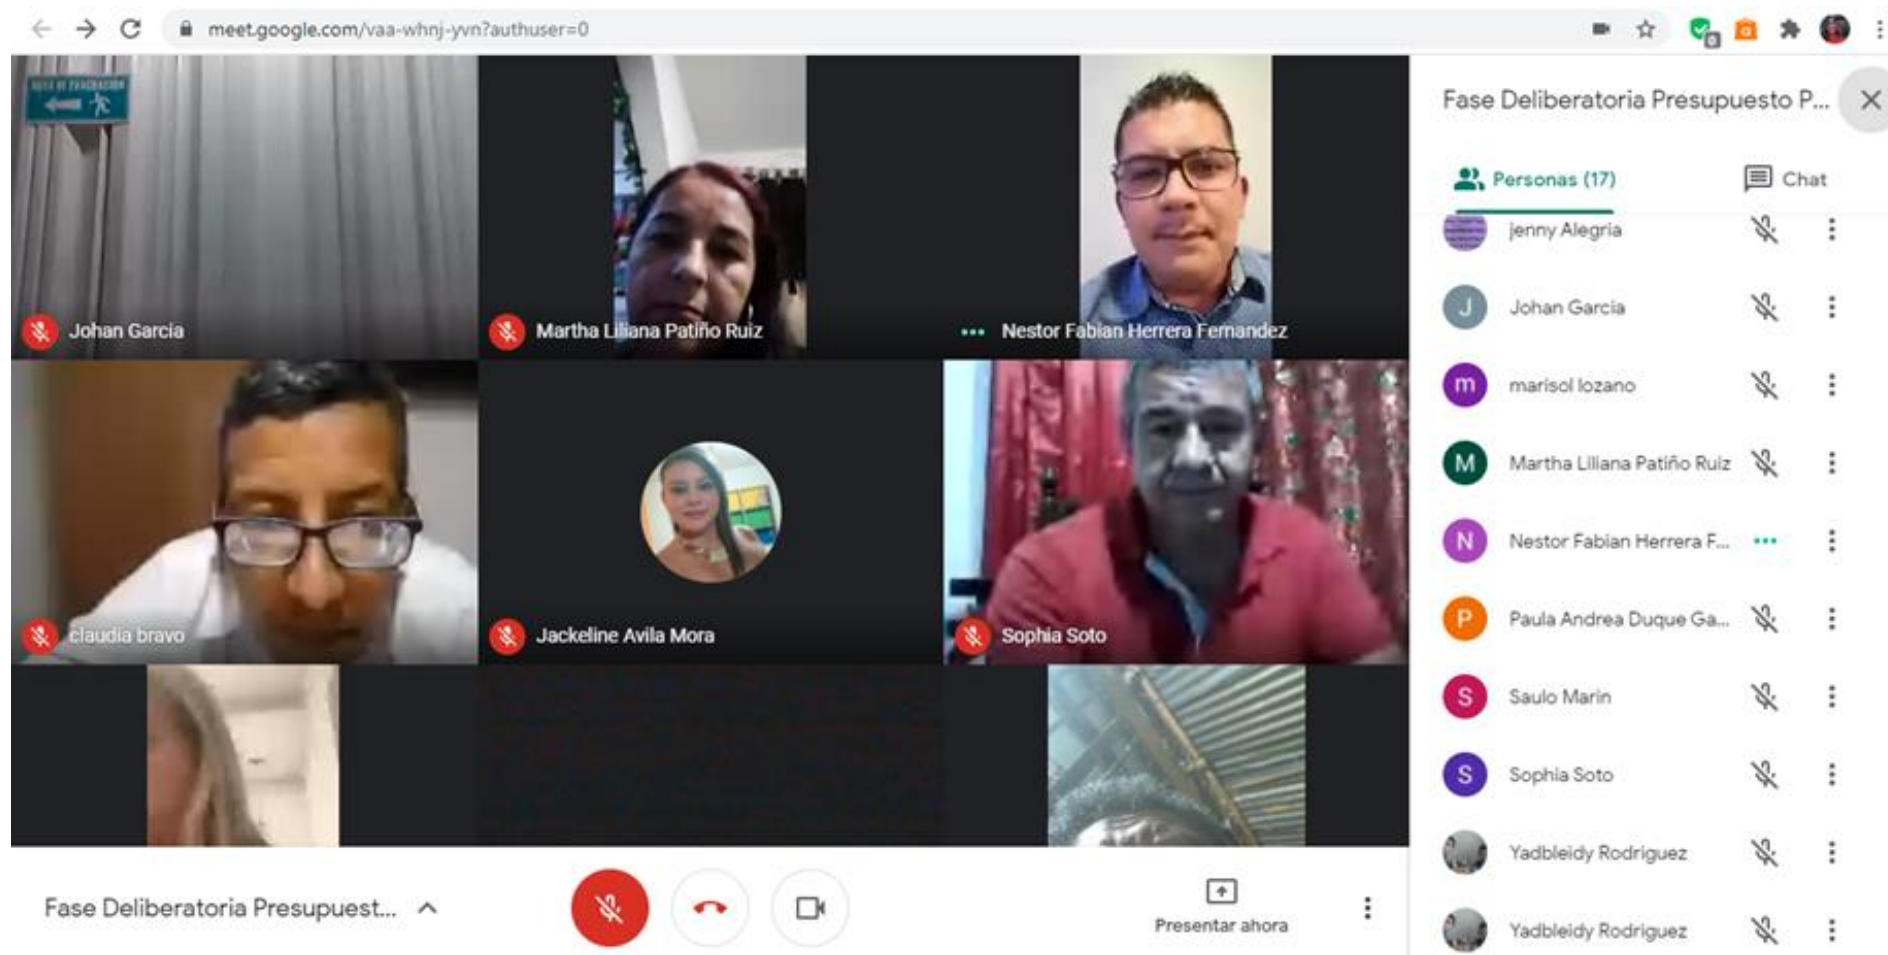 meet.google.com/vaa-whnj-yvn?authuser=0
RUTA DE EVACUACION
Johan Garcia
Martha Liliana Patiño Ruiz
Nestor Fabian Herrera Fernandez
claudia bravo
Jackeline Avila Mora
Sophia Soto
Fase Deliberatoria Presupuest...
Presentar ahora
Fase Deliberatoria Presupuesto P...
Personas (17)
Chat
jenny Alegria
J
Johan Garcia
m
marisol lozano
M
Martha Liliana Patiño Ruiz
N
Nestor Fabian Herrera F...
P
Paula Andrea Duque Ga...
S
Saulo Marin
S
Sophia Soto
Yadbleidy Rodriguez
Yadbleidy Rodriguez